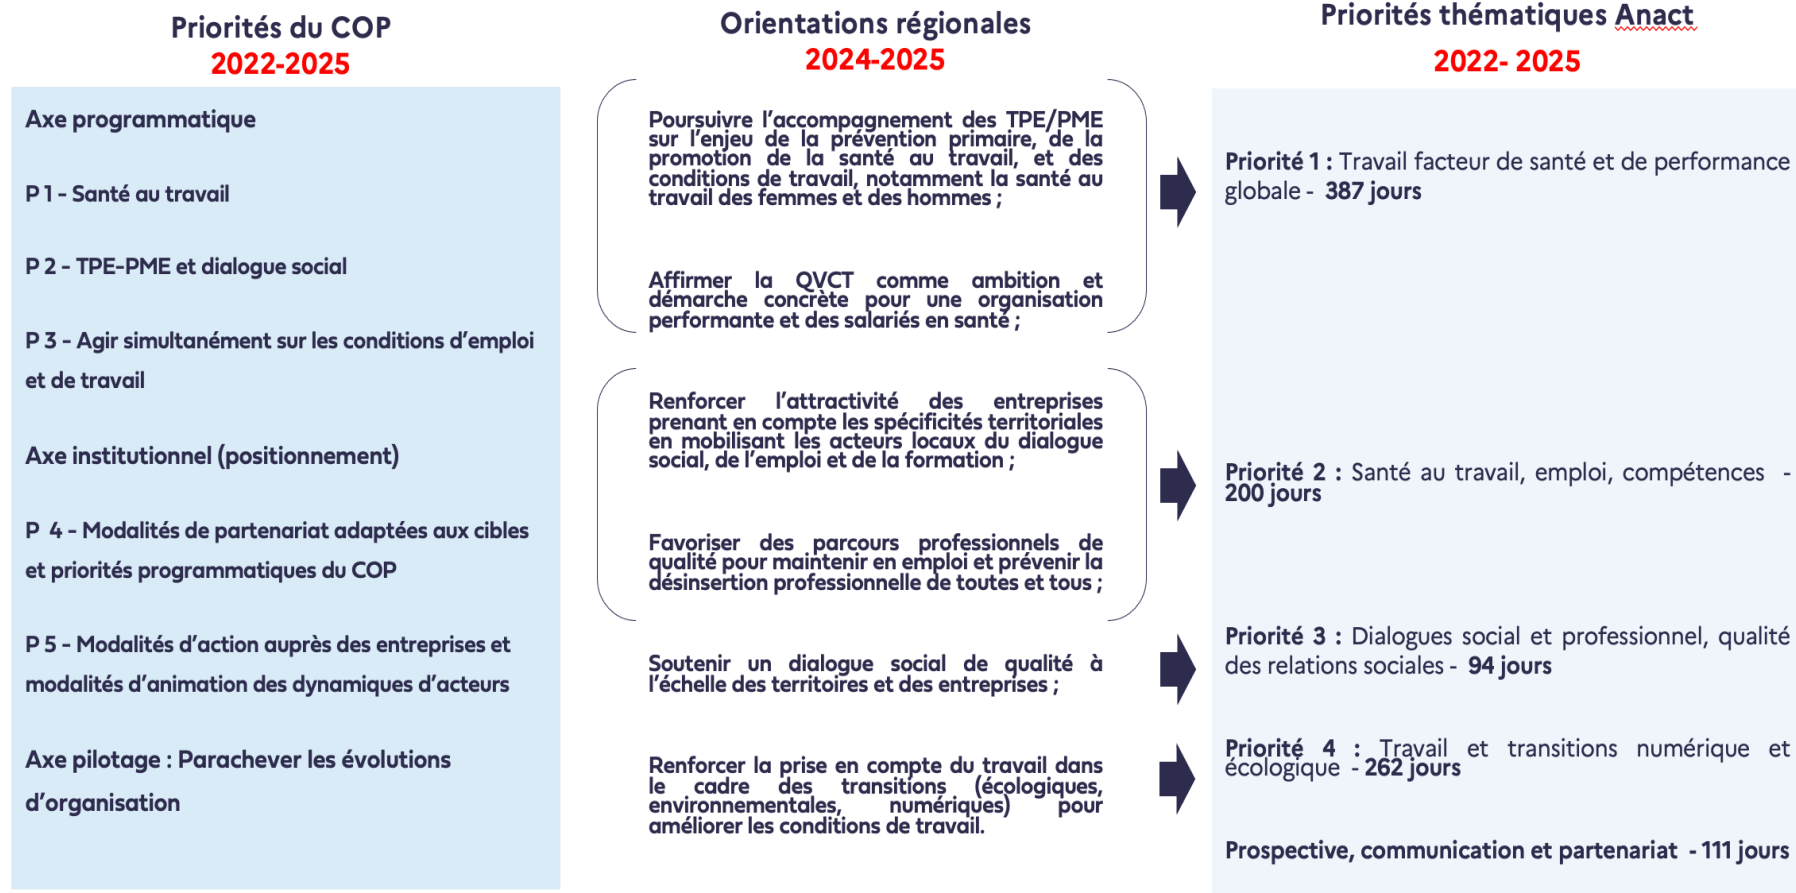 Priorités du COP
2022-2025
Axe programmatique
P 1 - Santé au travail
P 2 - TPE-PME et dialogue social
P 3 - Agir simultanément sur les conditions d'emploi
et de travail
Axe institutionnel (positionnement)
P 4 - Modalités de partenariat adaptées aux cibles
et priorités programmatiques du COP
P 5 - Modalités d'action auprès des entreprises et
modalités d'animation des dynamiques d'acteurs
Axe pilotage : Parachever les évolutions
d'organisation
Orientations régionales
2024-2025
Poursuivre l'accompagnement des TPE/PME
sur l'enjeu de la prévention primaire, de la
promotion de la santé au travail, et des
conditions de travail, notamment la santé au
travail des femmes et des hommes ;
Affirmer la QVCT comme ambition et
démarche concrète pour une organisation
performante et des salariés en santé ;
Renforcer l'attractivité des entreprises
prenant en compte les spécificités territoriales
en mobilisant les acteurs locaux du dialogue
social, de l'emploi et de la formation ;
Favoriser des parcours professionnels de
qualité pour maintenir en emploi et prévenir la
désinsertion professionnelle de toutes et tous ;
Soutenir un dialogue social de qualité à
l'échelle des territoires et des entreprises ;
Renforcer la prise en compte du travail dans
le cadre des transitions (écologiques,
environnementales, numériques) pour
améliorer les conditions de travail.
Priorités thématiques Anact
2022- 2025
Priorité 1 : Travail facteur de santé et de performance
globale - 387 jours
Priorité 2 : Santé au travail, emploi, compétences -
200 jours
Priorité 3 : Dialogues social et professionnel, qualité
des relations sociales - 94 jours
Priorité 4 : Travail et transitions numérique et
écologique - 262 jours
Prospective, communication et partenariat - 111 jours